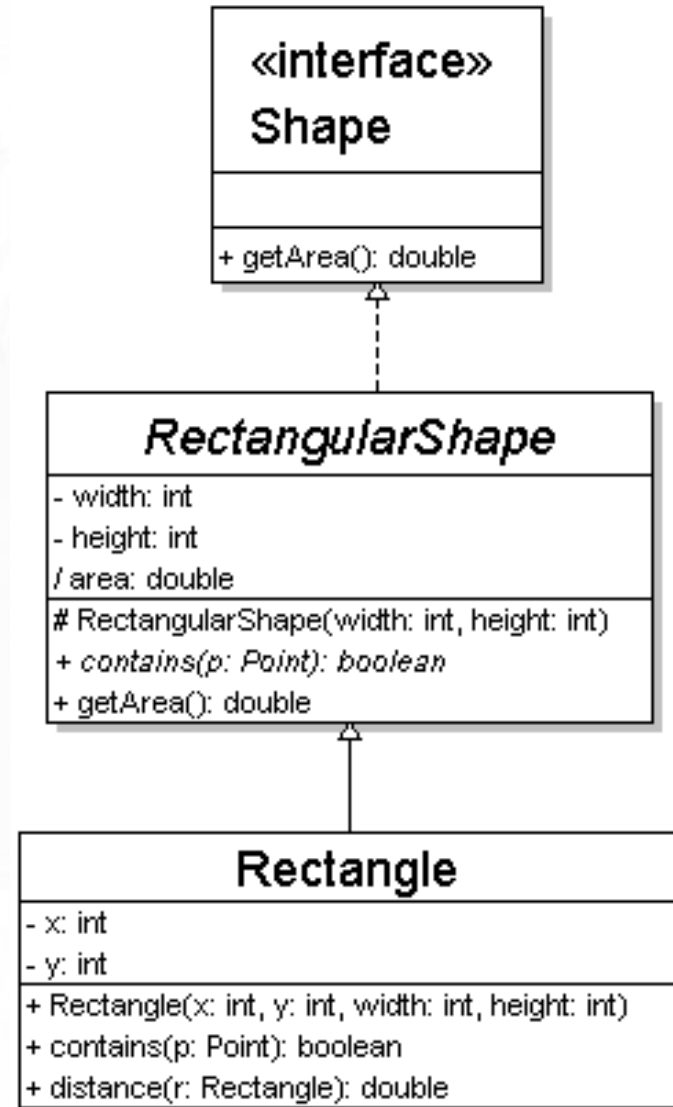 «interface»
Shape
+ getArea(): double
RectangularShape
- width: int
- height: int
/ area: double
# RectangularShape(width: int, height: int)
+ contains(p: Point): boolean
+ getArea(): double
Rectangle
- x: int
- y: int
+ Rectangle(x: int, y: int, width: int, height: int)
+ contains(p: Point): boolean
+ distance(r: Rectangle): double